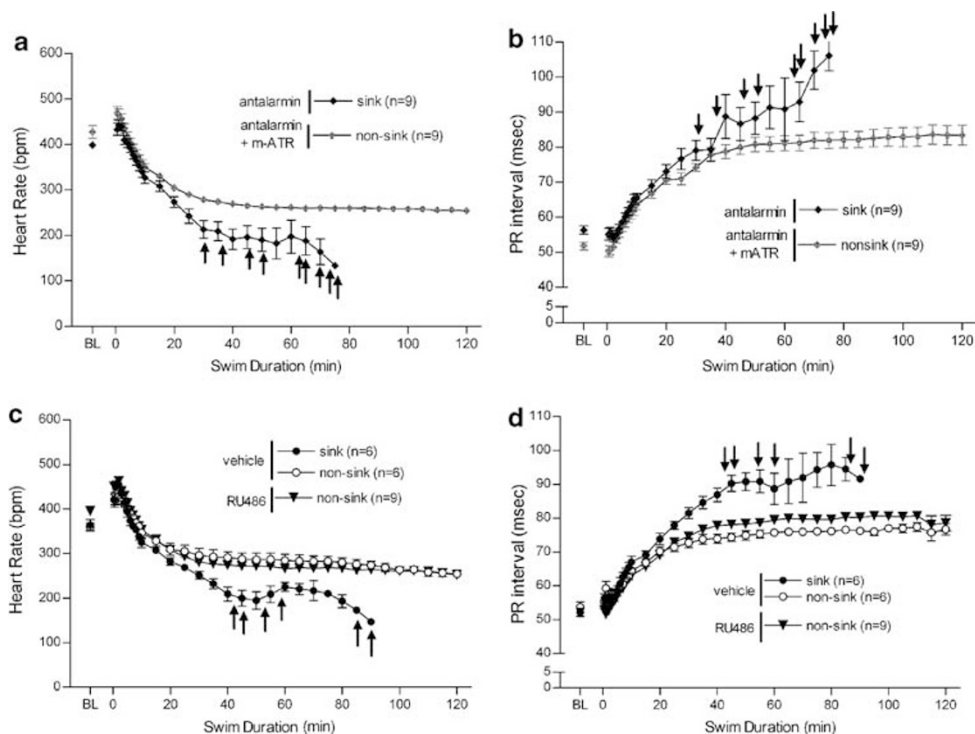 a
600
500
400
300
200
100
0
Heart Rate (bpm)
antalarmin sink (n=9)
antalarmin
+ m-ATR non-sink (n=9)
BL 0 20 40 60 80 100 120
Swim Duration (min)
b
110
100
90
80
70
60
50
40
5
0
PR interval (msec)
antalarmin sink (n=9)
antalarmin
+ mATR nonsink (n=9)
BL 0 20 40 60 80 100 120
Swim Duration (min)
c
600
500
400
300
200
100
0
Heart Rate (bpm)
vehicle sink (n=6)
non-sink (n=6)
RU486 non-sink (n=9)
BL 0 20 40 60 80 100 120
Swim Duration (min)
d
110
100
90
80
70
60
50
40
5
0
PR interval (msec)
vehicle sink (n=6)
non-sink (n=6)
RU486 non-sink (n=9)
BL 0 20 40 60 80 100 120
Swim Duration (min)